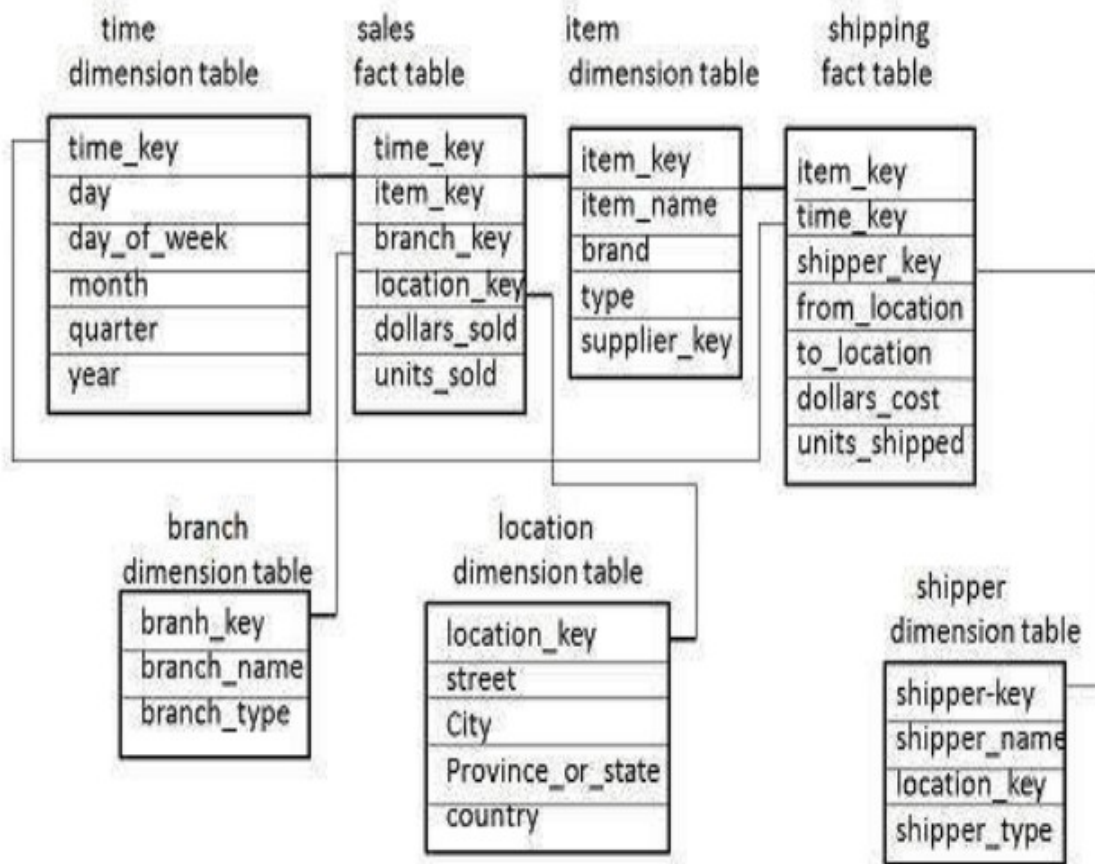 time
dimension table
time_key
day
day_of_week
month
quarter
year
sales
fact table
time_key
item_key
branch_key
location_key
dollars_sold
units_sold
item
dimension table
item_key
item_name
brand
type
supplier_key
shipping
fact table
item_key
time_key
shipper_key
from_location
to_location
dollars_cost
units_shipped
branch
dimension table
branh_key
branch_name
branch_type
location
dimension table
location_key
street
City
Province_or_state
country
shipper
dimension table
shipper-key
shipper_name
location_key
shipper_type